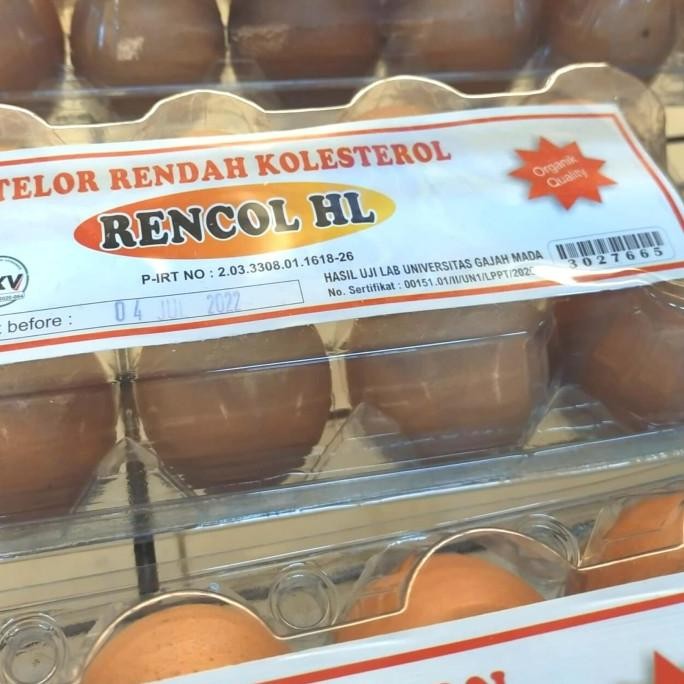 TELOR RENDAH KOLESTEROL
RENCOL HL
Organik
Quality
P-IRT NO : 2.03.3308.01.1618-26
HASIL UJI LAB UNIVERSITAS GAJAH MADA
No. Sertifikat : 00151.01/II/UN1/LPPT/202
3027665
before :
04 JUL 2022